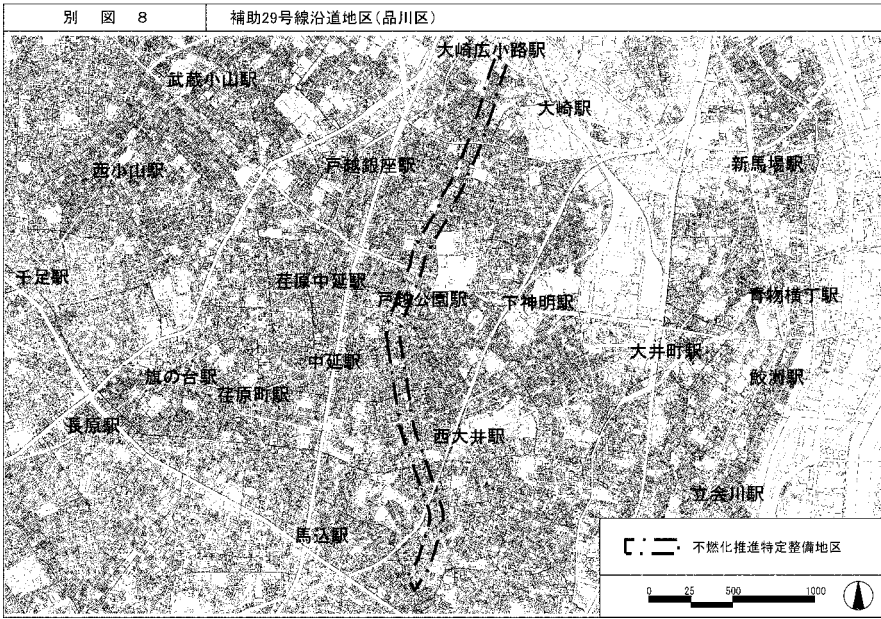 別図8
補助29号線沿道地区(品川区)
大崎広小路駅
武蔵小山駅
大崎駅
戸越銀座駅
新馬場駅
西小山駅
千足駅
荏原中延駅
戸越公園駅
下神明駅
青物横丁駅
大井町駅
中延駅
旗の台駅
鮫洲駅
荏原町駅
長原駅
西大井駅
立会川駅
馬込駅
不燃化推進特定整備地区
0 25 500 1000